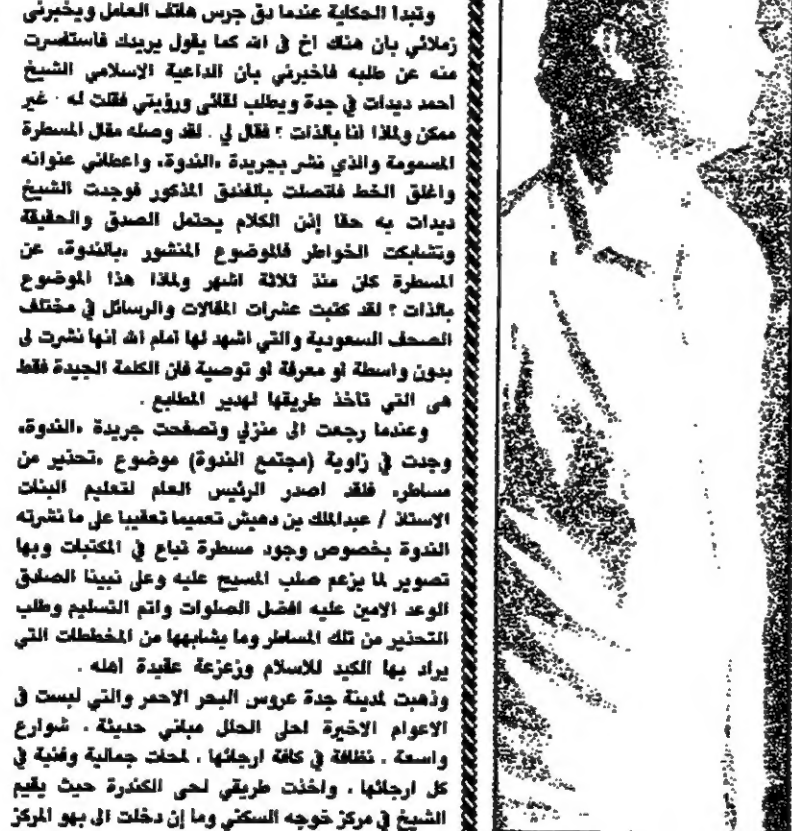 وتبدأ الحكاية عندما دق جرس هاتف العامل ويخبرني
زملائي بان هناك اخ في الله كما يقول يريدك فاستفسرت
منه عن طلبه فاخبرني بان الداعية الاسلامي الشيخ
احمد ديدات في جدة ويطلب لقائي ورؤيتي فقلت له . غير
ممكن ولماذا انا بالذات ؟ فقال لي . لقد وصله مقال المسطرة
المسمومة والذي نشر بجريدة «الندوة» واعطاني عنوانه
واغلق الخط فاتصلت بالفندق المذكور فوجدت الشيخ
ديدات به حقا إذن الكلام يحتمل الصدق والحقيقة
وتشابكت الخواطر فالموضوع المنشور «بالندوة» عن
المسطرة كان منذ ثلاثة اشهر ولماذا هذا الموضوع
بالذات ؟ لقد كتبت عشرات المقالات والرسائل في مختلف
الصحف السعودية والتي اشهد لها امام الله أنها نشرت لى
بدون واسطة او معرفة او توصية فان الكلمة الجيدة فقط
هى التي تأخذ طريقها لهدير المطابع .
وعندما رجعت الى منزلي وتصفحت جريدة «الندوة»
وجدت في زاوية (مجتمع الندوة) موضوع «تحذير من
مساطر» فلقد اصدر الرئيس العام لتعليم البنات
الاستاذ / عبدالملك بن دهيش تعميما تعقيبا على ما نشرته
الندوة بخصوص وجود مسطرة تباع في المكتبات وبها
تصوير لما يزعم صلب المسيح عليه وعلى نبينا الصادق
الوعد الامين عليه افضل الصلوات واتم التسليم وطلب
التحذير من تلك المساطر وما يشابهها من المخططات التي
يراد بها الكيد للاسلام وزعزعة عقيدة أهله .
وذهبت لمدينة جدة عروس البحر الاحمر والتي لبست في
الاعوام الاخيرة احلى الحلل مباني حديثة . شوارع
واسعة . نظافة في كافة ارجائها . لمحات جمالية وفنية في
كل ارجائها . واخذت طريقي لحى الكندرة حيث يقيم
الشيخ في مركز خوجه السكني وما إن دخلت الى بهو المركز